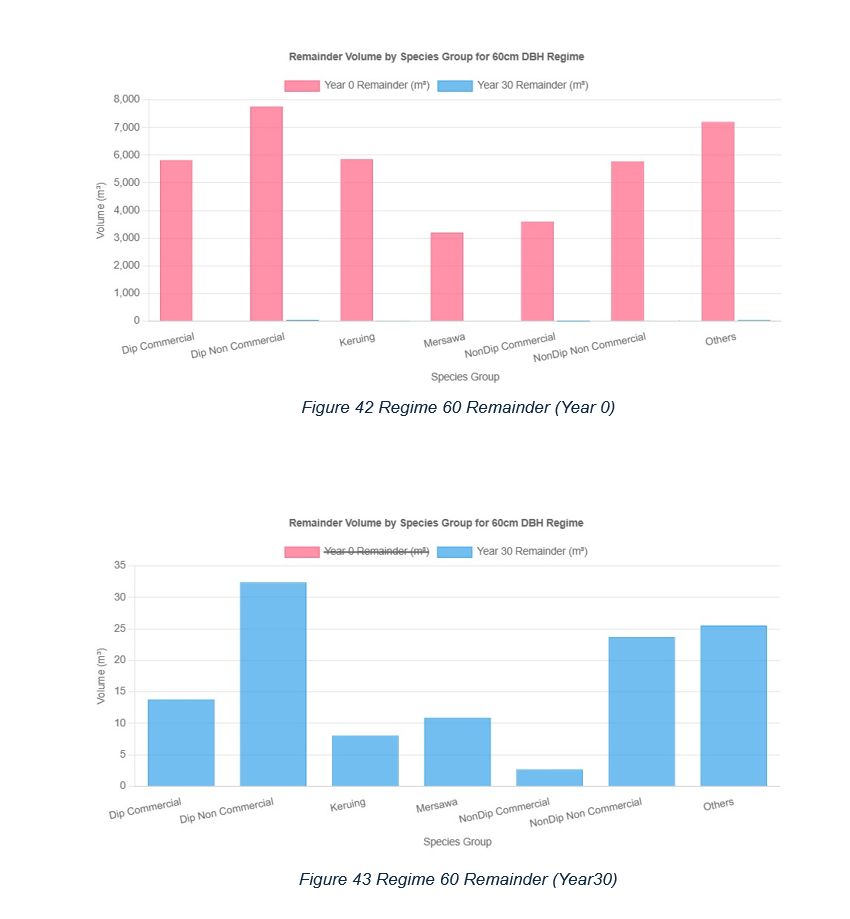 Remainder Volume by Species Group for 60cm DBH Regime
Year 0 Remainder (m³) Year 30 Remainder (m³)
8,000
7,000
6,000
5,000
4,000
3,000
2,000
1,000
0
Volume (m³)
Dip Commercial Dip Non Commercial Keruing Mersawa NonDip Commercial NonDip Non Commercial Others
Species Group
Figure 42 Regime 60 Remainder (Year 0)
Remainder Volume by Species Group for 60cm DBH Regime
Year 0 Remainder (m³) Year 30 Remainder (m³)
35
30
25
20
15
10
5
0
Volume (m³)
Dip Commercial Dip Non Commercial Keruing Mersawa NonDip Commercial NonDip Non Commercial Others
Species Group
Figure 43 Regime 60 Remainder (Year30)